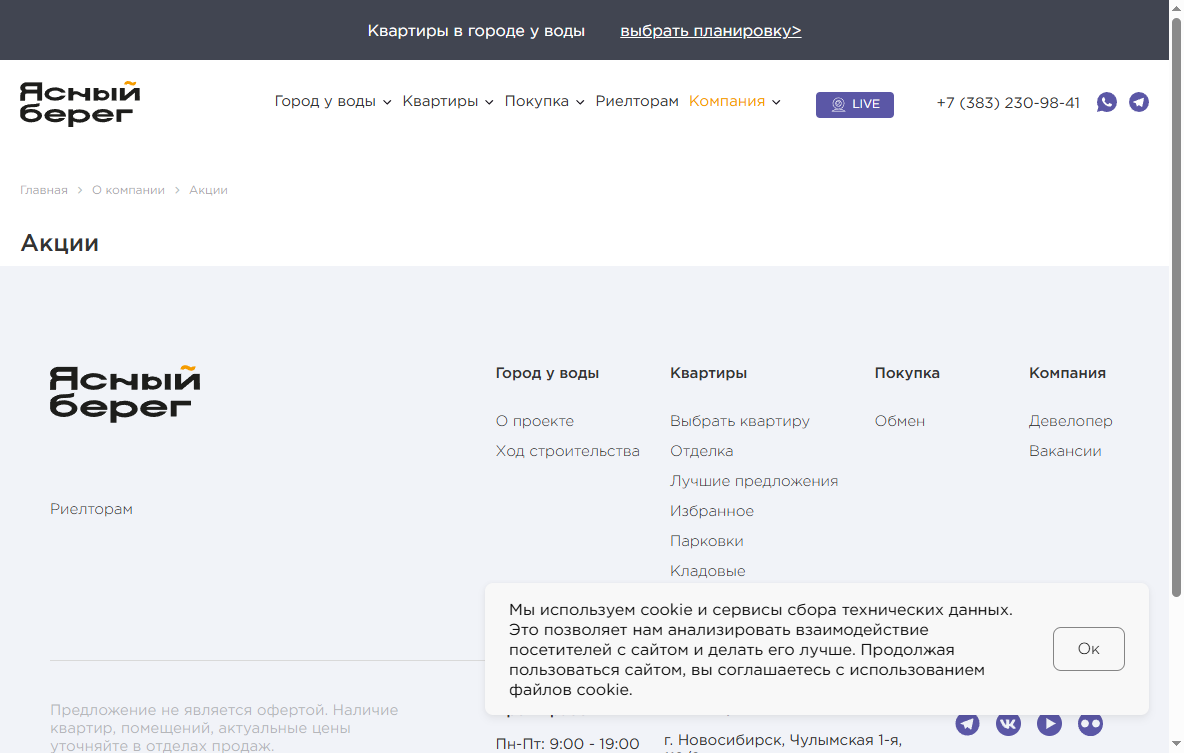 Квартиры в городе у воды выбрать планировку>
Ясный берег
Город у воды Квартиры Покупка Риелторам Компания LIVE +7 (383) 230-98-41
Главная > О компании > Акции
Акции
Ясный берег
Риелторам
Город у воды
О проекте
Ход строительства
Квартиры
Выбрать квартиру
Отделка
Лучшие предложения
Избранное
Парковки
Кладовые
Покупка
Обмен
Компания
Девелопер
Вакансии
Мы используем cookie и сервисы сбора технических данных.
Это позволяет нам анализировать взаимодействие
посетителей с сайтом и делать его лучше. Продолжая
пользоваться сайтом, вы соглашаетесь с использованием
файлов cookie.
Ок
Предложение не является офертой. Наличие
квартир, помещений, актуальные цены
уточняйте в отделах продаж.
Пн-Пт: 9:00 - 19:00
г. Новосибирск, Чулымская 1-я,